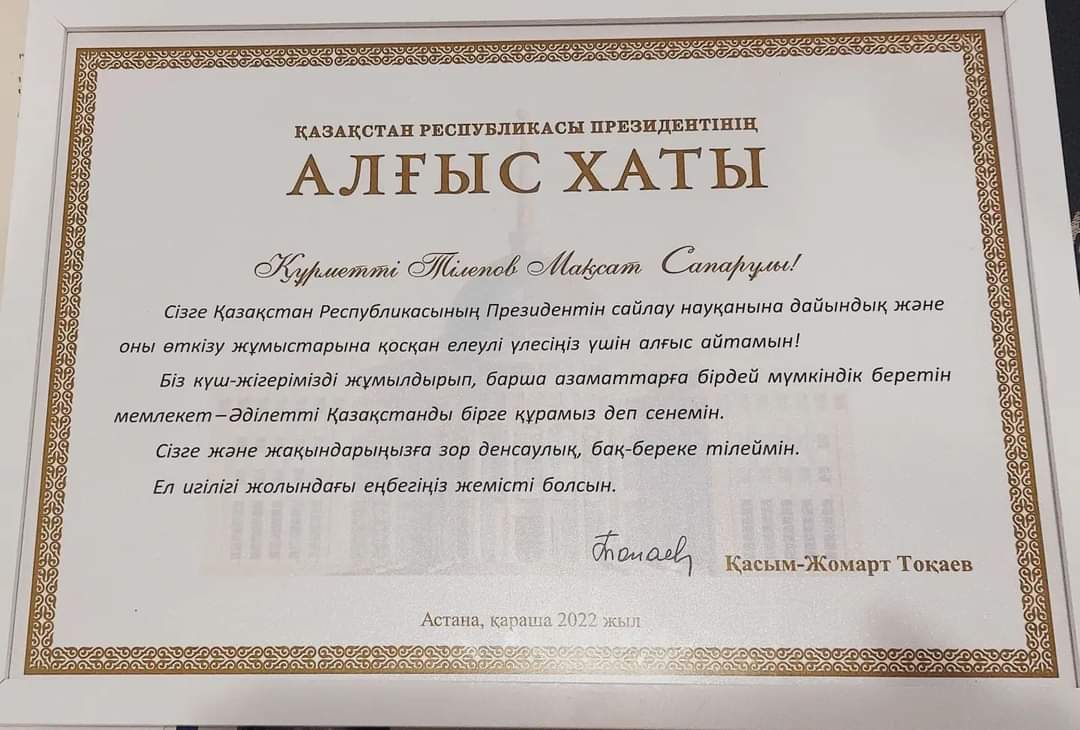 ҚАЗАҚСТАН РЕСПУБЛИКАСЫ ПРЕЗИДЕНТІНІҢ
АЛҒЫС ХАТЫ
Құрметті Тілепов Мақсат Сапарұлы!
Сізге Қазақстан Республикасының Президентін сайлау науқанына дайындық және
оны өткізу жұмыстарына қосқан елеулі үлесіңіз үшін алғыс айтамын!
Біз күш-жігерімізді жұмылдырып, барша азаматтарға бірдей мүмкіндік беретін
мемлекет – Әділетті Қазақстанды бірге құрамыз деп сенемін.
Сізге және жақындарыңызға зор денсаулық, бақ-береке тілеймін.
Ел игілігі жолындағы еңбегіңіз жемісті болсын.
Тоқаев
Қасым-Жомарт Тоқаев
Астана, қараша 2022 жыл